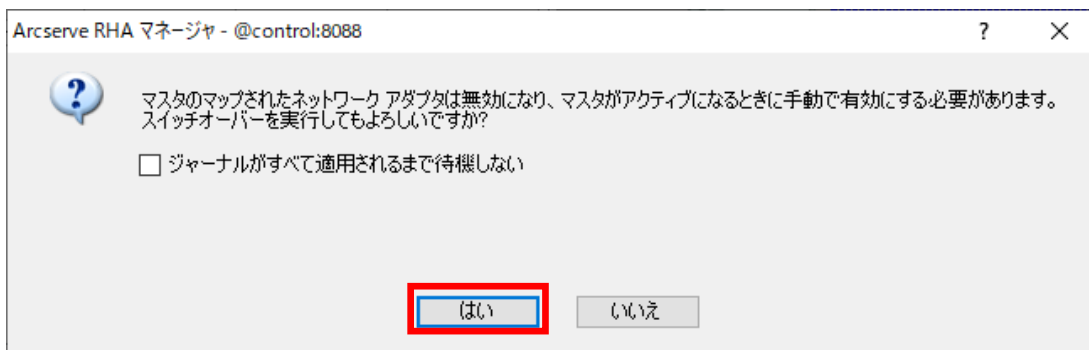 Arcserve RHA マネージャ - @control:8088
?
マスタのマップされたネットワーク アダプタは無効になり、マスタがアクティブになるときに手動で有効にする必要があります。
スイッチオーバーを実行してもよろしいですか?
ジャーナルがすべて適用されるまで待機しない
はい
いいえ